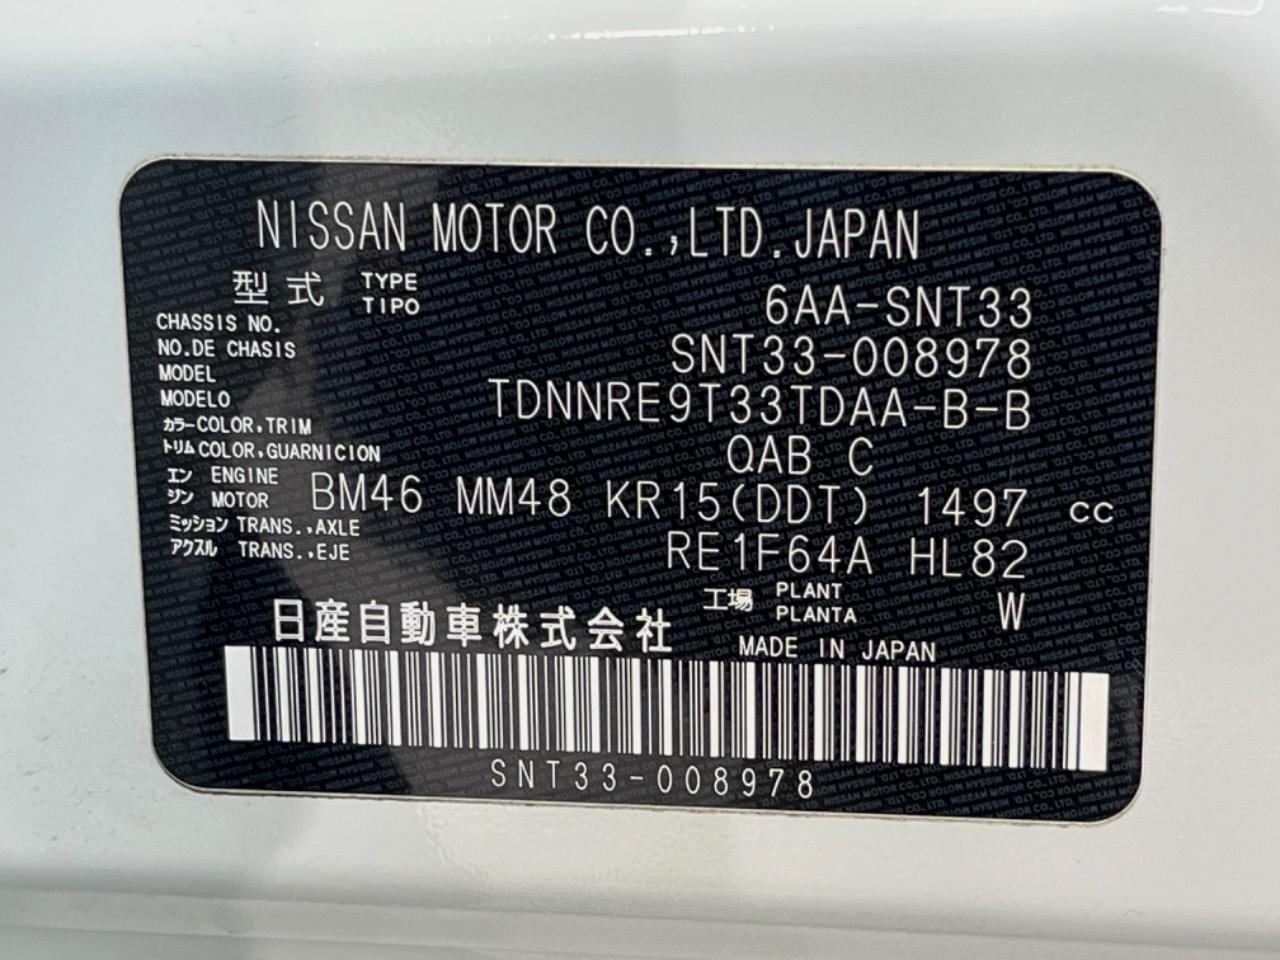 NISSAN MOTOR CO.,LTD.JAPAN
型式 TYPE TIPO 6AA-SNT33
CHASSIS NO.
NO.DE CHASIS SNT33-008978
MODEL
MODELO TDNNRE9T33TDAA-B-B
カラー COLOR,TRIM
トリム COLOR,GUARNICION QAB C
エンジン ENGINE MOTOR BM46 MM48 KR15(DDT) 1497 cc
ミッション TRANS.,AXLE
アクスル TRANS.,EJE RE1F64A HL82
工場 PLANT PLANTA W
日産自動車株式会社 MADE IN JAPAN
SNT33-008978